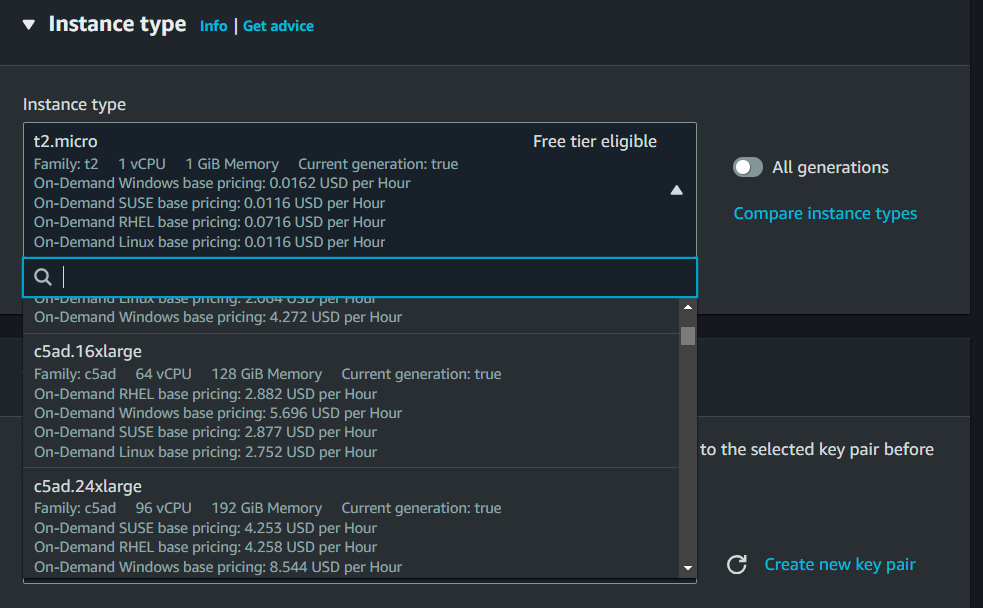 Instance type Info | Get advice
Instance type
t2.micro Free tier eligible
Family: t2 1 vCPU 1 GiB Memory Current generation: true
On-Demand Windows base pricing: 0.0162 USD per Hour
On-Demand SUSE base pricing: 0.0116 USD per Hour
On-Demand RHEL base pricing: 0.0716 USD per Hour
On-Demand Linux base pricing: 0.0116 USD per Hour
All generations
Compare instance types
On-Demand Linux base pricing: 2.064 USD per Hour
On-Demand Windows base pricing: 4.272 USD per Hour
c5ad.16xlarge
Family: c5ad 64 vCPU 128 GiB Memory Current generation: true
On-Demand RHEL base pricing: 2.882 USD per Hour
On-Demand Windows base pricing: 5.696 USD per Hour
On-Demand SUSE base pricing: 2.877 USD per Hour
On-Demand Linux base pricing: 2.752 USD per Hour
c5ad.24xlarge
Family: c5ad 96 vCPU 192 GiB Memory Current generation: true
On-Demand SUSE base pricing: 4.253 USD per Hour
On-Demand RHEL base pricing: 4.258 USD per Hour
On-Demand Windows base pricing: 8.544 USD per Hour
to the selected key pair before
Create new key pair